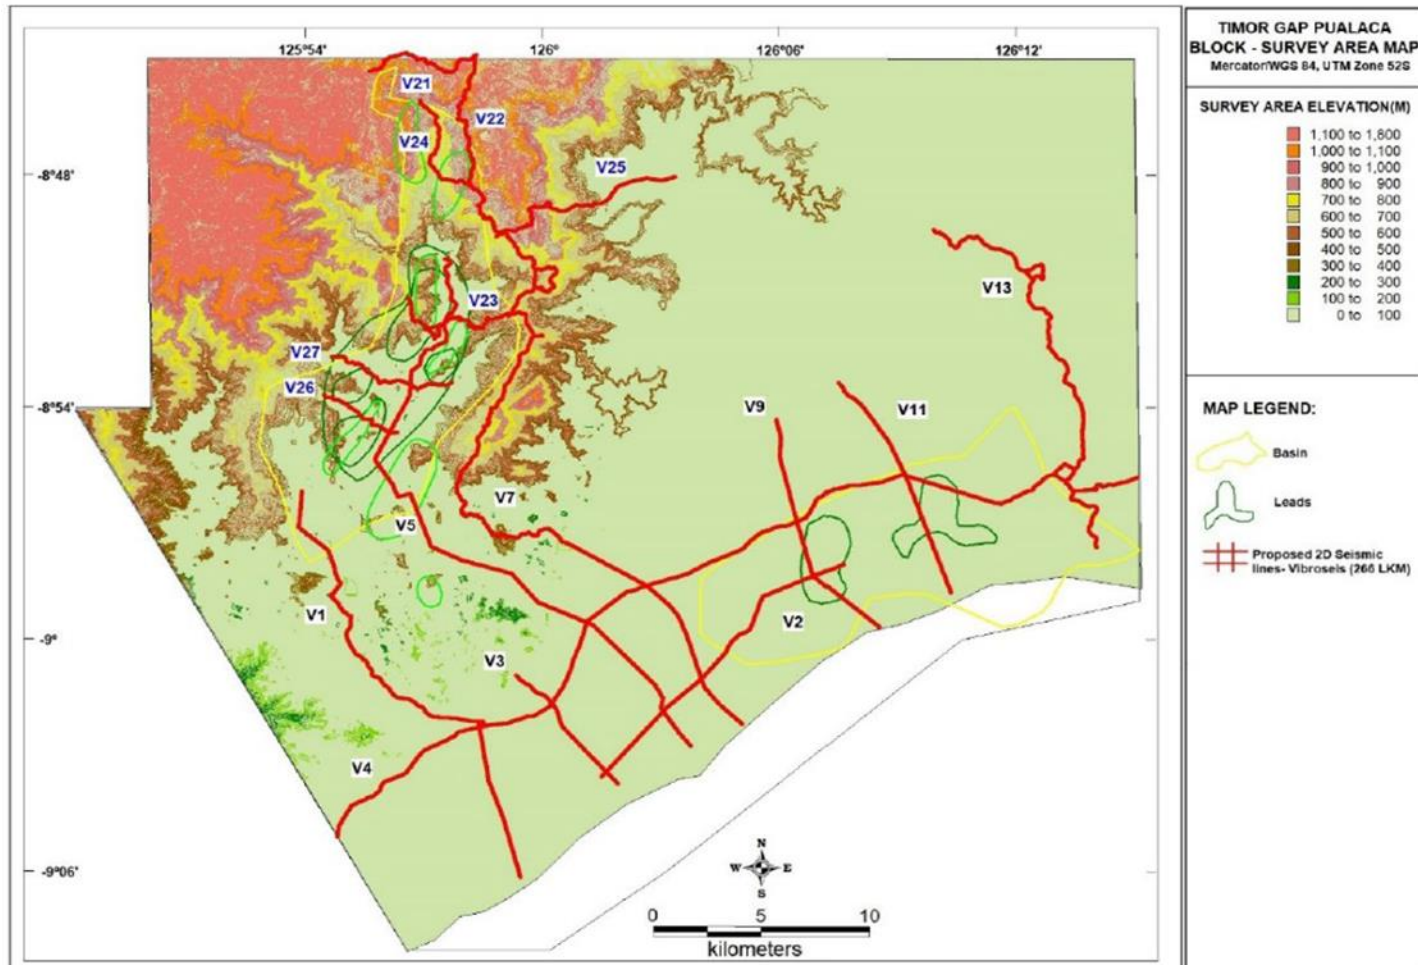 TIMOR GAP PUALACA
BLOCK - SURVEY AREA MAP
Mercator/WGS 84, UTM Zone 52S
SURVEY AREA ELEVATION(M)
1,100 to 1,800
1,000 to 1,100
900 to 1,000
800 to 900
700 to 800
600 to 700
500 to 600
400 to 500
300 to 400
200 to 300
100 to 200
0 to 100
MAP LEGEND:
Basin
Leads
Proposed 2D Seismic
lines- Vibroseis (266 LKM)
125°54'
126°
126°06'
126°12'
-8°48'
-8°54'
-9°
-9°06'
V21
V22
V24
V25
V13
V23
V27
V26
V9
V11
V7
V5
V1
V2
V3
V4
N
W
E
S
0
5
10
kilometers